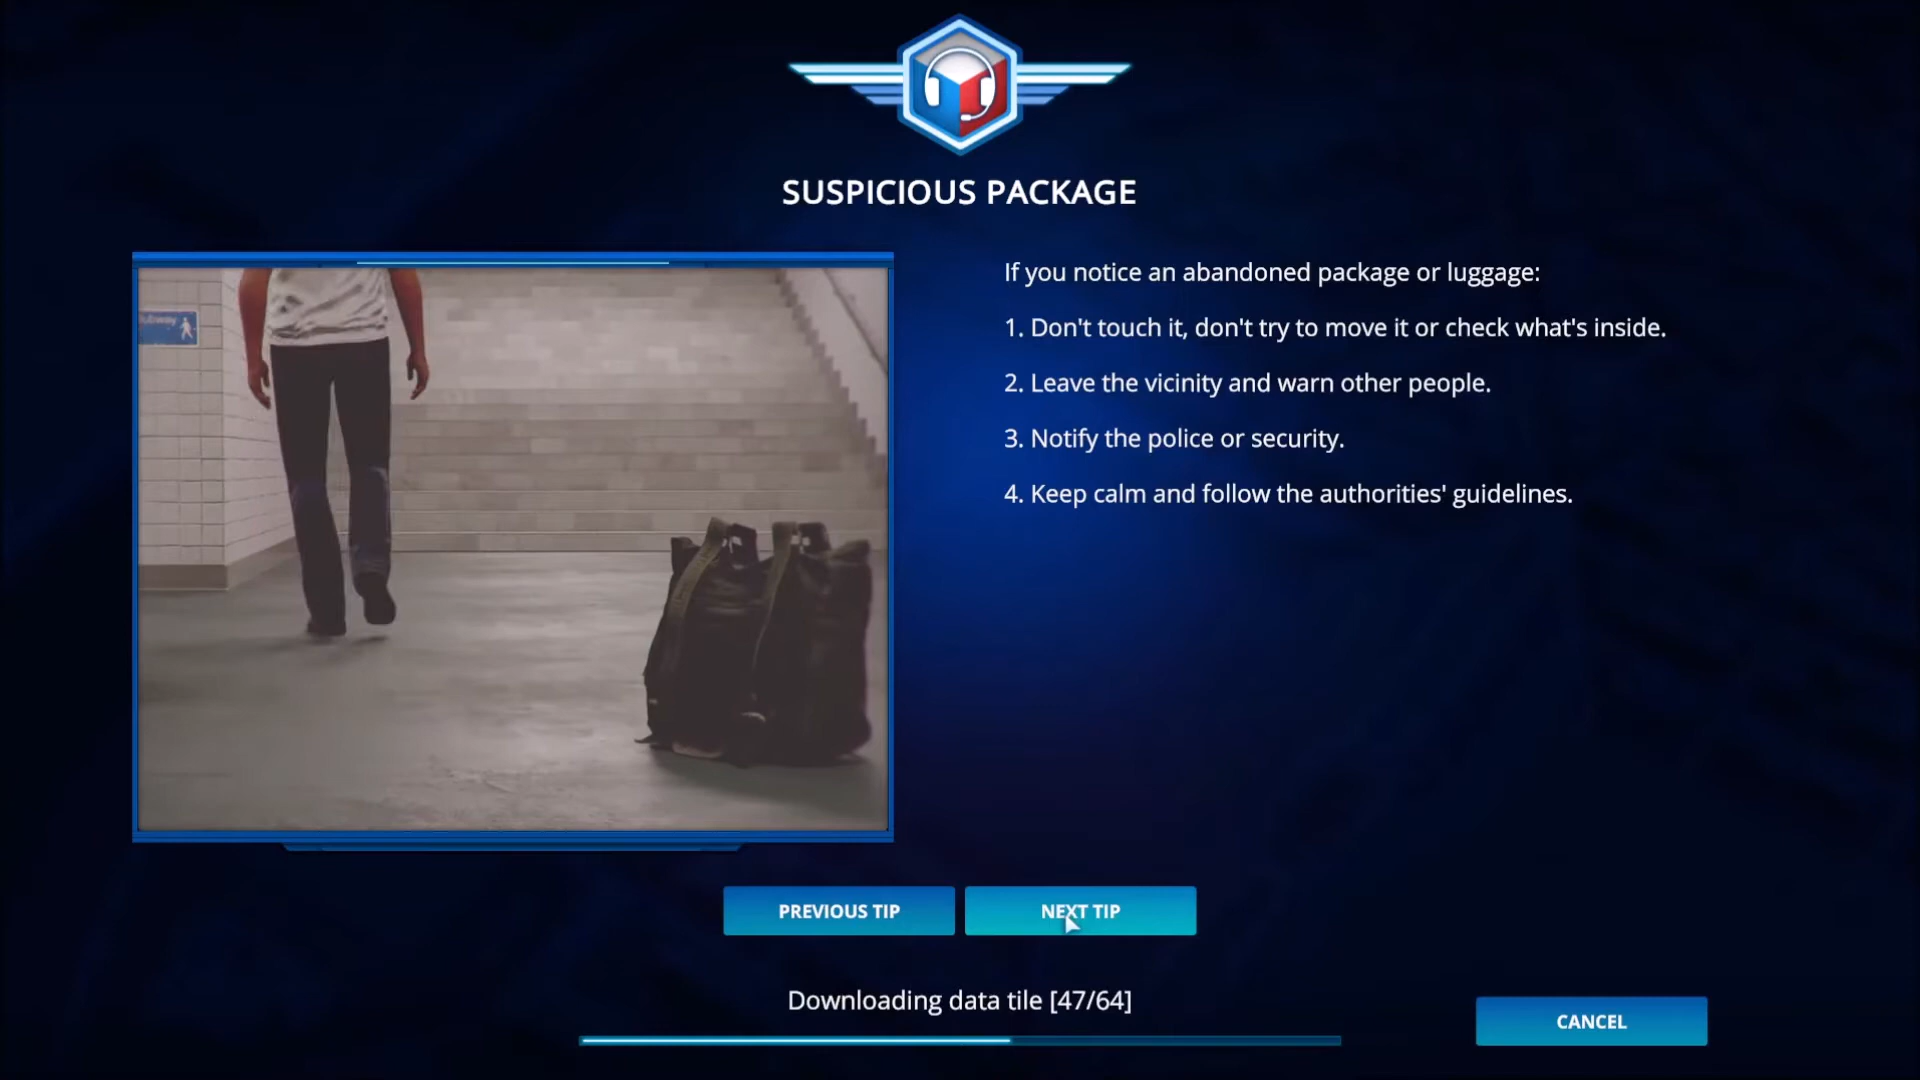 SUSPICIOUS PACKAGE
If you notice an abandoned package or luggage:
1. Don't touch it, don't try to move it or check what's inside.
2. Leave the vicinity and warn other people.
3. Notify the police or security.
4. Keep calm and follow the authorities' guidelines.
PREVIOUS TIP
NEXT TIP
Downloading data tile [47/64]
CANCEL